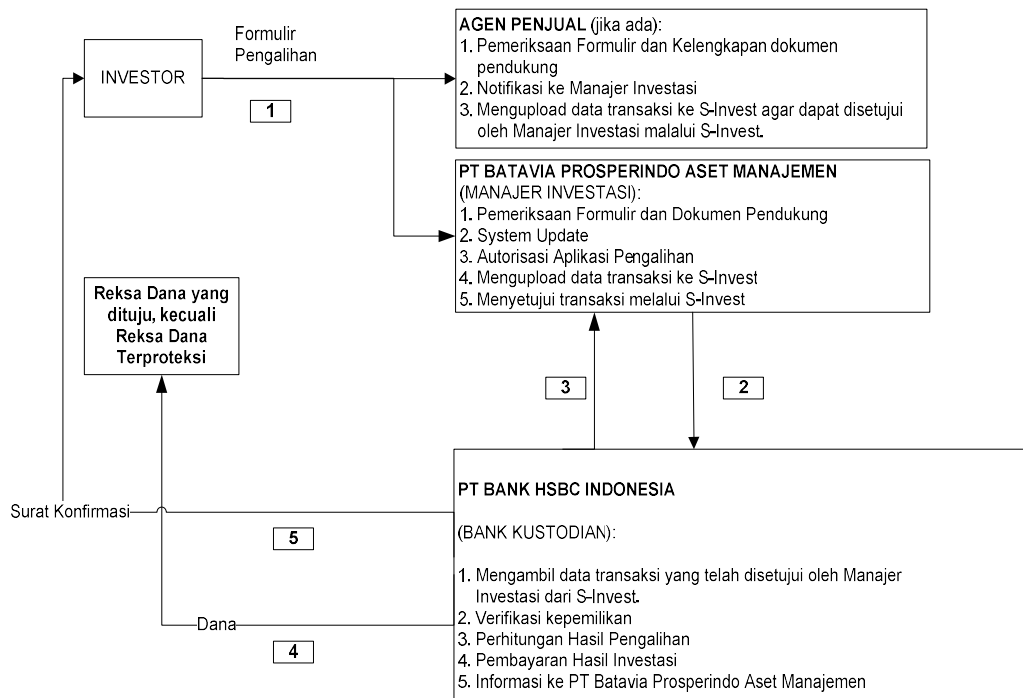 Formulir
Pengalihan
INVESTOR
1
AGEN PENJUAL (jika ada):
1. Pemeriksaan Formulir dan Kelengkapan dokumen
pendukung
2. Notifikasi ke Manajer Investasi
3. Mengupload data transaksi ke S-Invest agar dapat disetujui
oleh Manajer Investasi malalui S-Invest.
PT BATAVIA PROSPERINDO ASET MANAJEMEN
(MANAJER INVESTASI):
1. Pemeriksaan Formulir dan Dokumen Pendukung
2. System Update
3. Autorisasi Aplikasi Pengalihan
4. Mengupload data transaksi ke S-Invest
5. Menyetujui transaksi melalui S-Invest
Reksa Dana yang
dituju, kecuali
Reksa Dana
Terproteksi
3
2
PT BANK HSBC INDONESIA
(BANK KUSTODIAN):
1. Mengambil data transaksi yang telah disetujui oleh Manajer
Investasi dari S-Invest.
2. Verifikasi kepemilikan
3. Perhitungan Hasil Pengalihan
4. Pembayaran Hasil Investasi
5. Informasi ke PT Batavia Prosperindo Aset Manajemen
Surat Konfirmasi
5
Dana
4